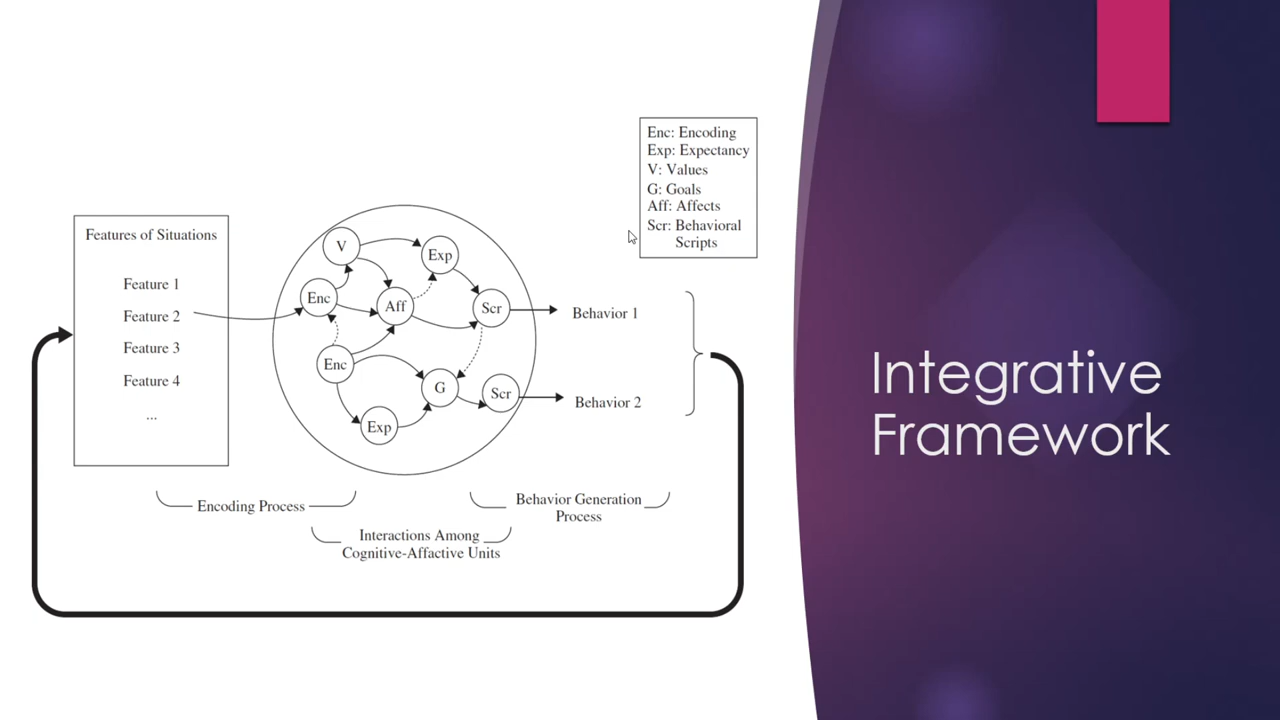 Enc: Encoding
Exp: Expectancy
V: Values
G: Goals
Aff: Affects
Scr: Behavioral
Scripts
Features of Situations
Feature 1
Feature 2
Feature 3
Feature 4
...
V
Exp
Enc
Aff
Scr
Enc
G
Scr
Exp
Behavior 1
Behavior 2
Encoding Process
Interactions Among
Cognitive-Affactive Units
Behavior Generation
Process
Integrative
Framework